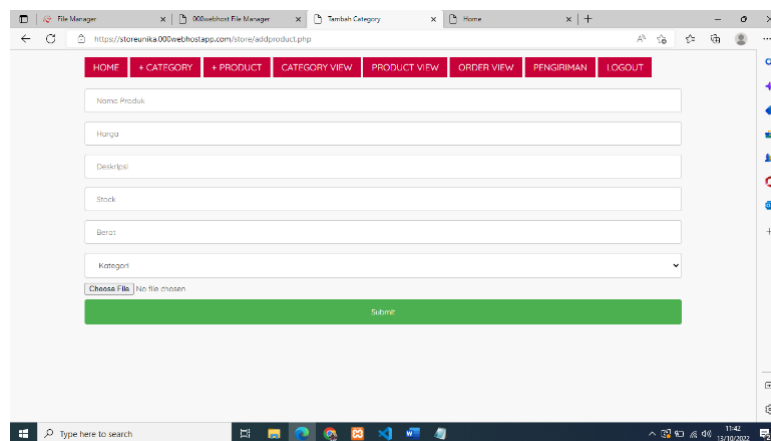 File Manager
000webhost File Manager
Tambah Category
Home
https://storeunika.000webhostapp.com/store/addproduct.php
HOME
+ CATEGORY
+ PRODUCT
CATEGORY VIEW
PRODUCT VIEW
ORDER VIEW
PENGIRIMAN
LOGOUT
Nama Produk
Harga
Deskripsi
Stock
Berat
Kategori
Choose File No file chosen
Submit
Type here to search
11:42
13/10/2022